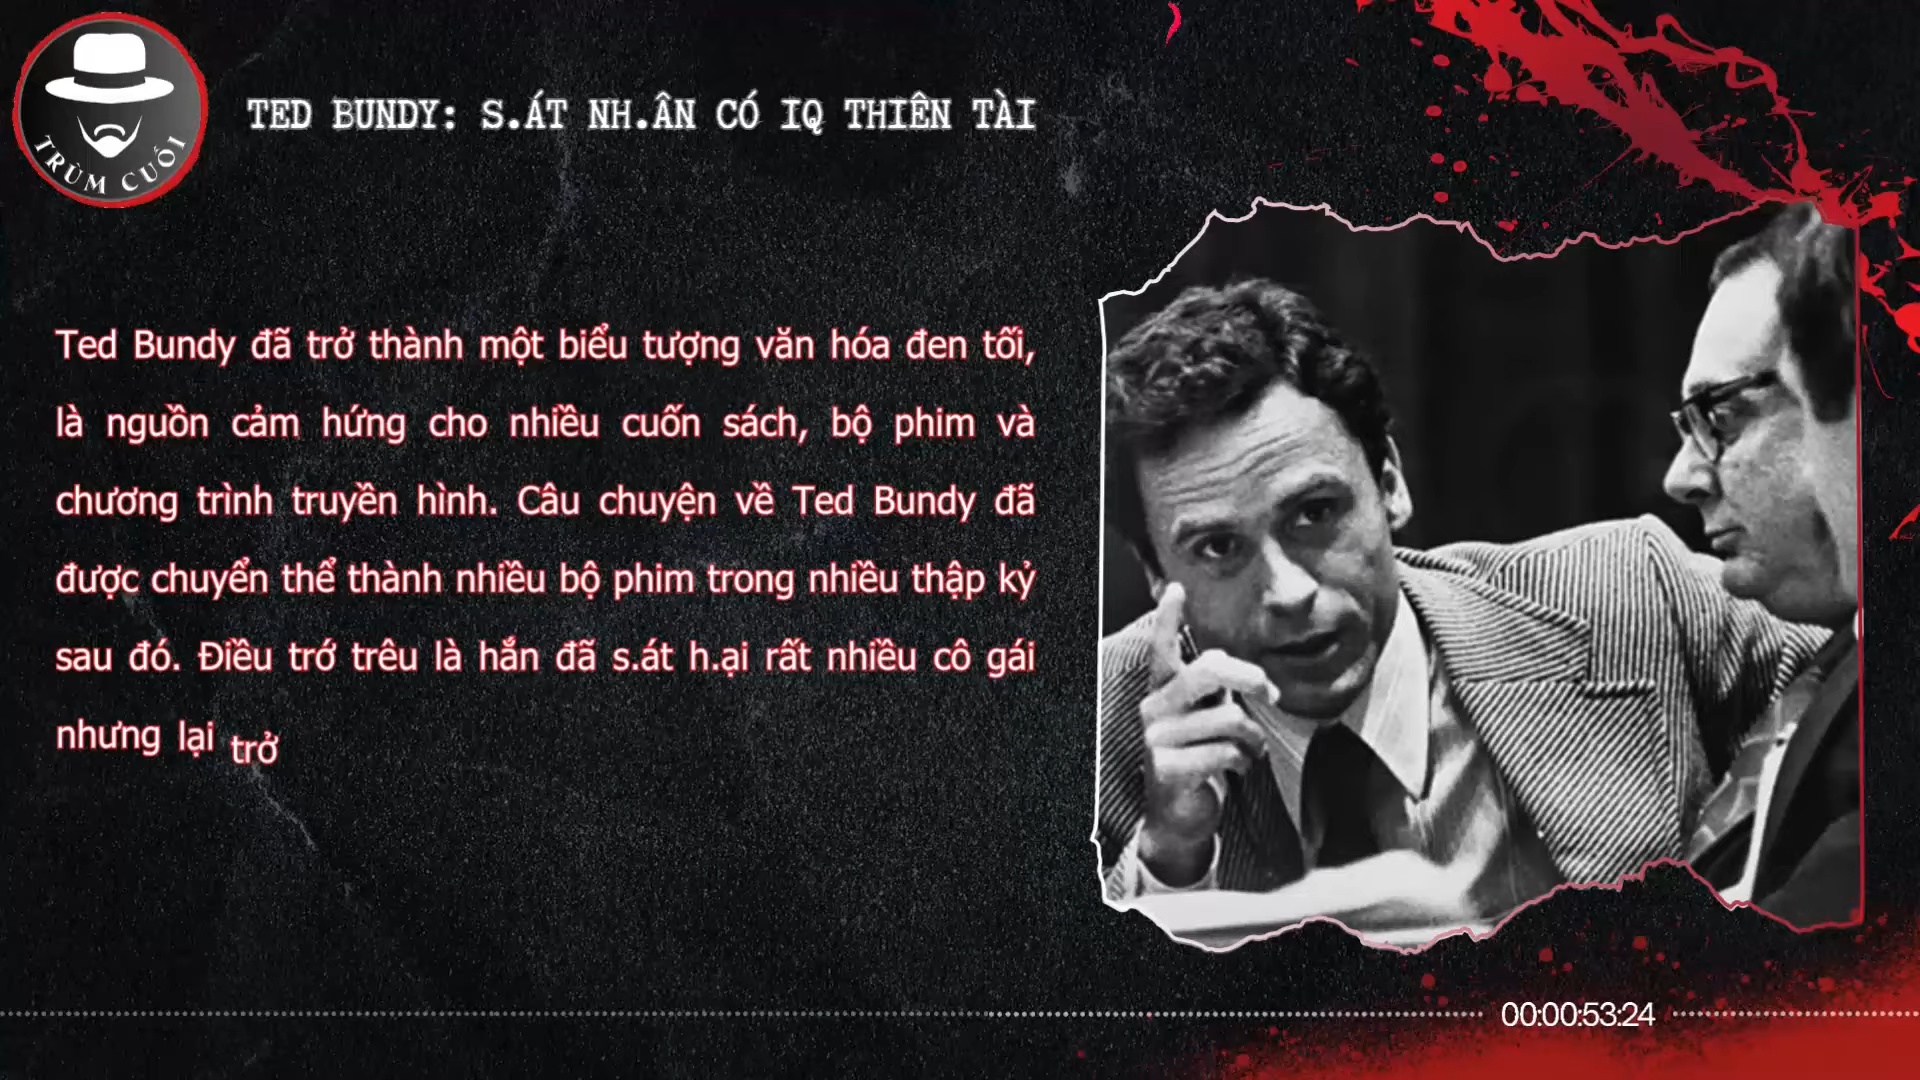 TRÙM CUỐI
TED BUNDY: S.ÁT NH.ÂN CÓ IQ THIÊN TÀI
Ted Bundy đã trở thành một biểu tượng văn hóa đen tối,
là nguồn cảm hứng cho nhiều cuốn sách, bộ phim và
chương trình truyền hình. Câu chuyện về Ted Bundy đã
được chuyển thể thành nhiều bộ phim trong nhiều thập kỷ
sau đó. Điều trớ trêu là hắn đã s.át h.ại rất nhiều cô gái
nhưng lại trở
00:00:53:24